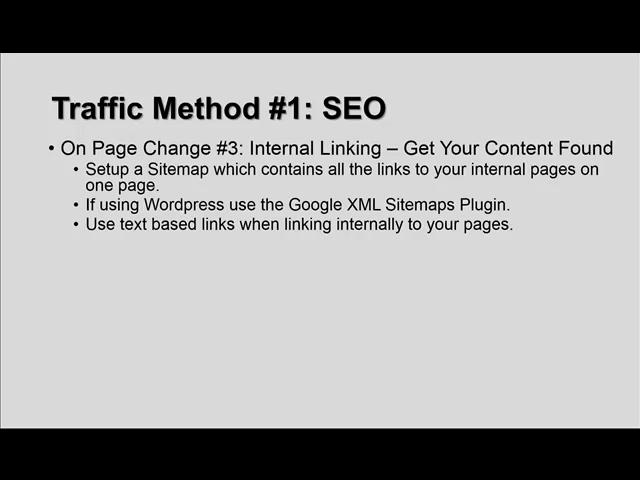 Traffic Method #1: SEO
• On Page Change #3: Internal Linking – Get Your Content Found
• Setup a Sitemap which contains all the links to your internal pages on
one page.
• If using Wordpress use the Google XML Sitemaps Plugin.
• Use text based links when linking internally to your pages.